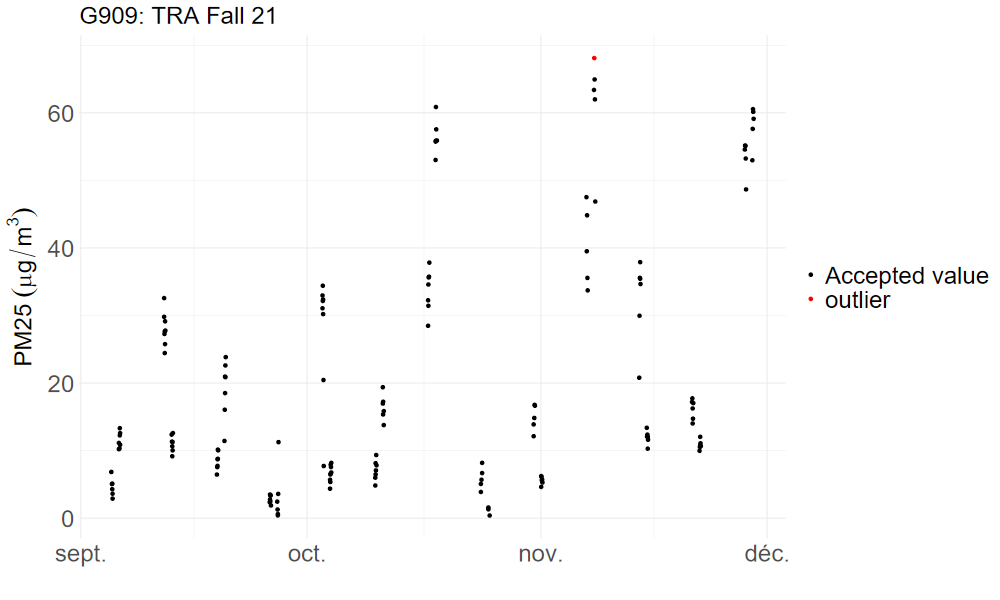 G909: TRA Fall 21
PM25 (μg/m³)
60
40
20
0
sept.
oct.
nov.
déc.
Accepted value
outlier